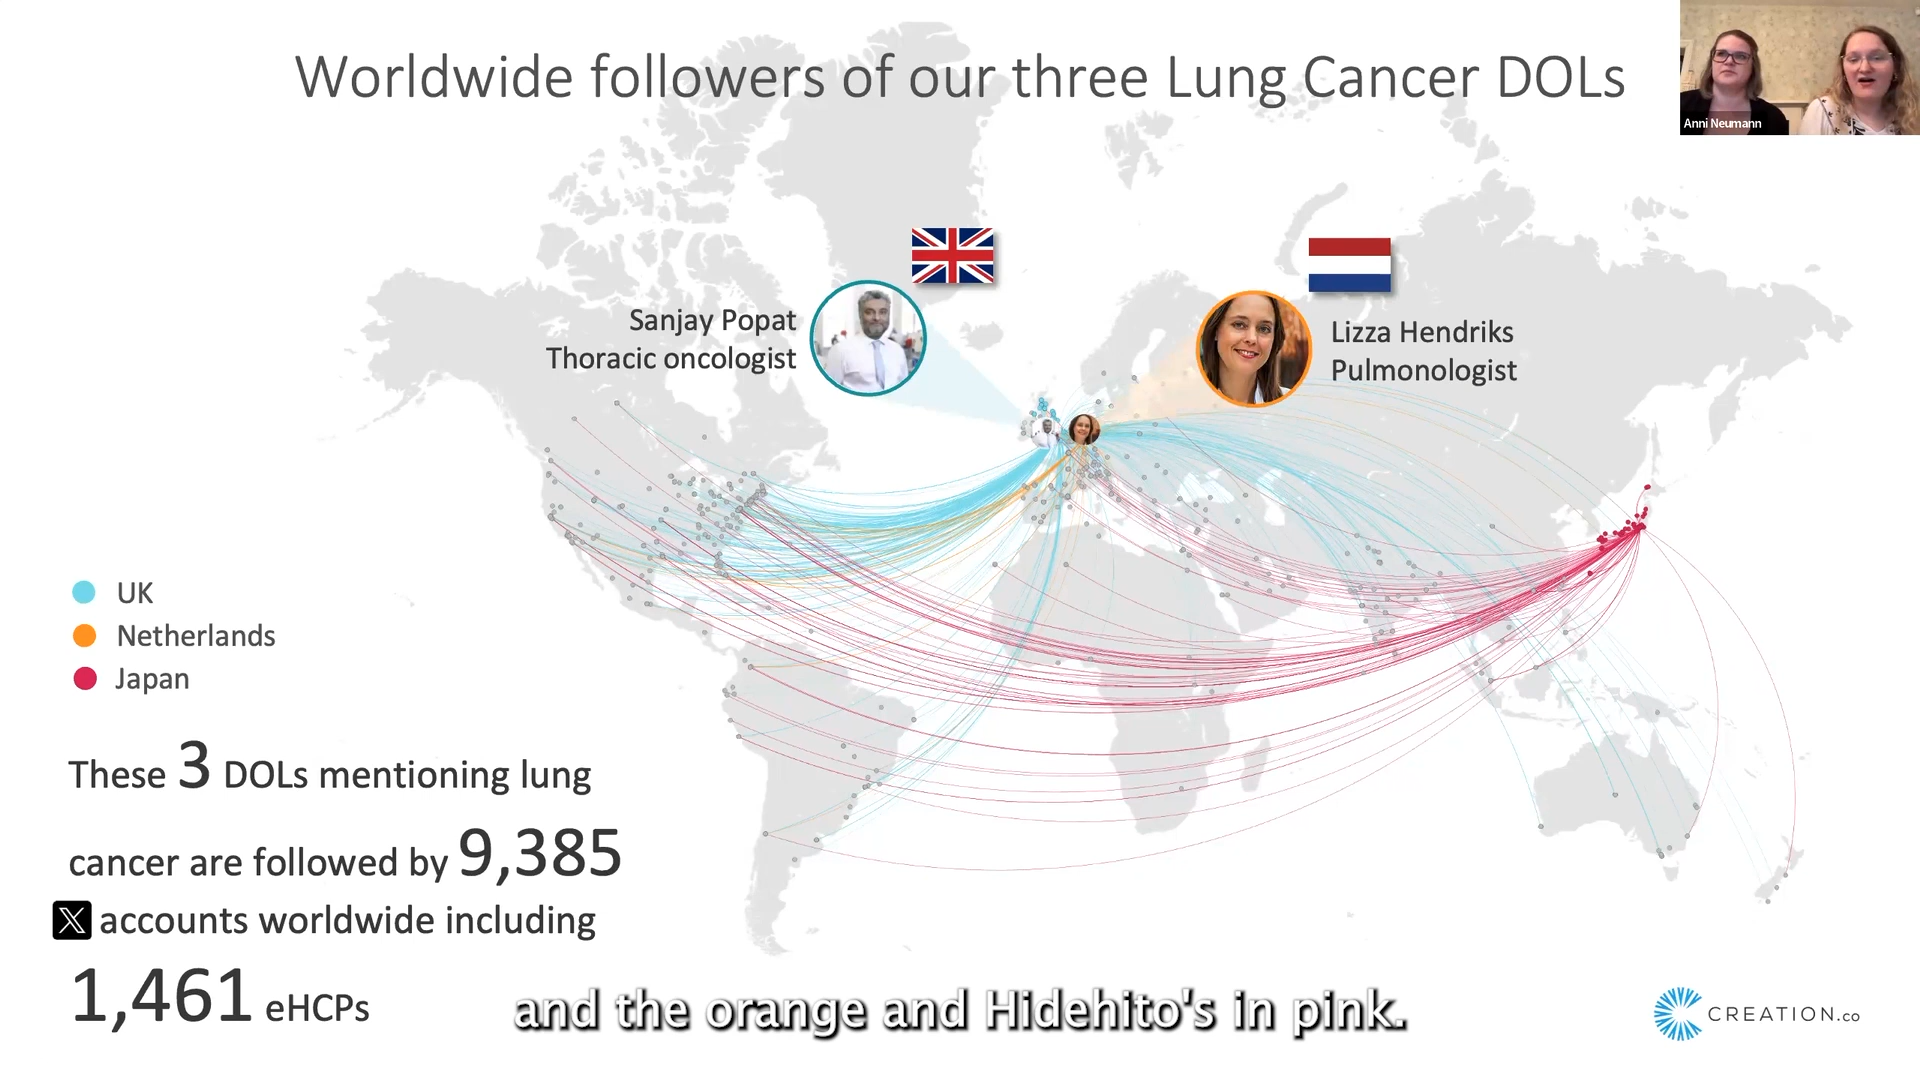 Worldwide followers of our three Lung Cancer DOLs
Anni Neumann
Sanjay Popat
Thoracic oncologist
Lizza Hendriks
Pulmonologist
UK
Netherlands
Japan
These 3 DOLs mentioning lung
cancer are followed by 9,385
X accounts worldwide including
1,461 eHCPs
and the orange and Hidehito's in pink.
CREATION.co